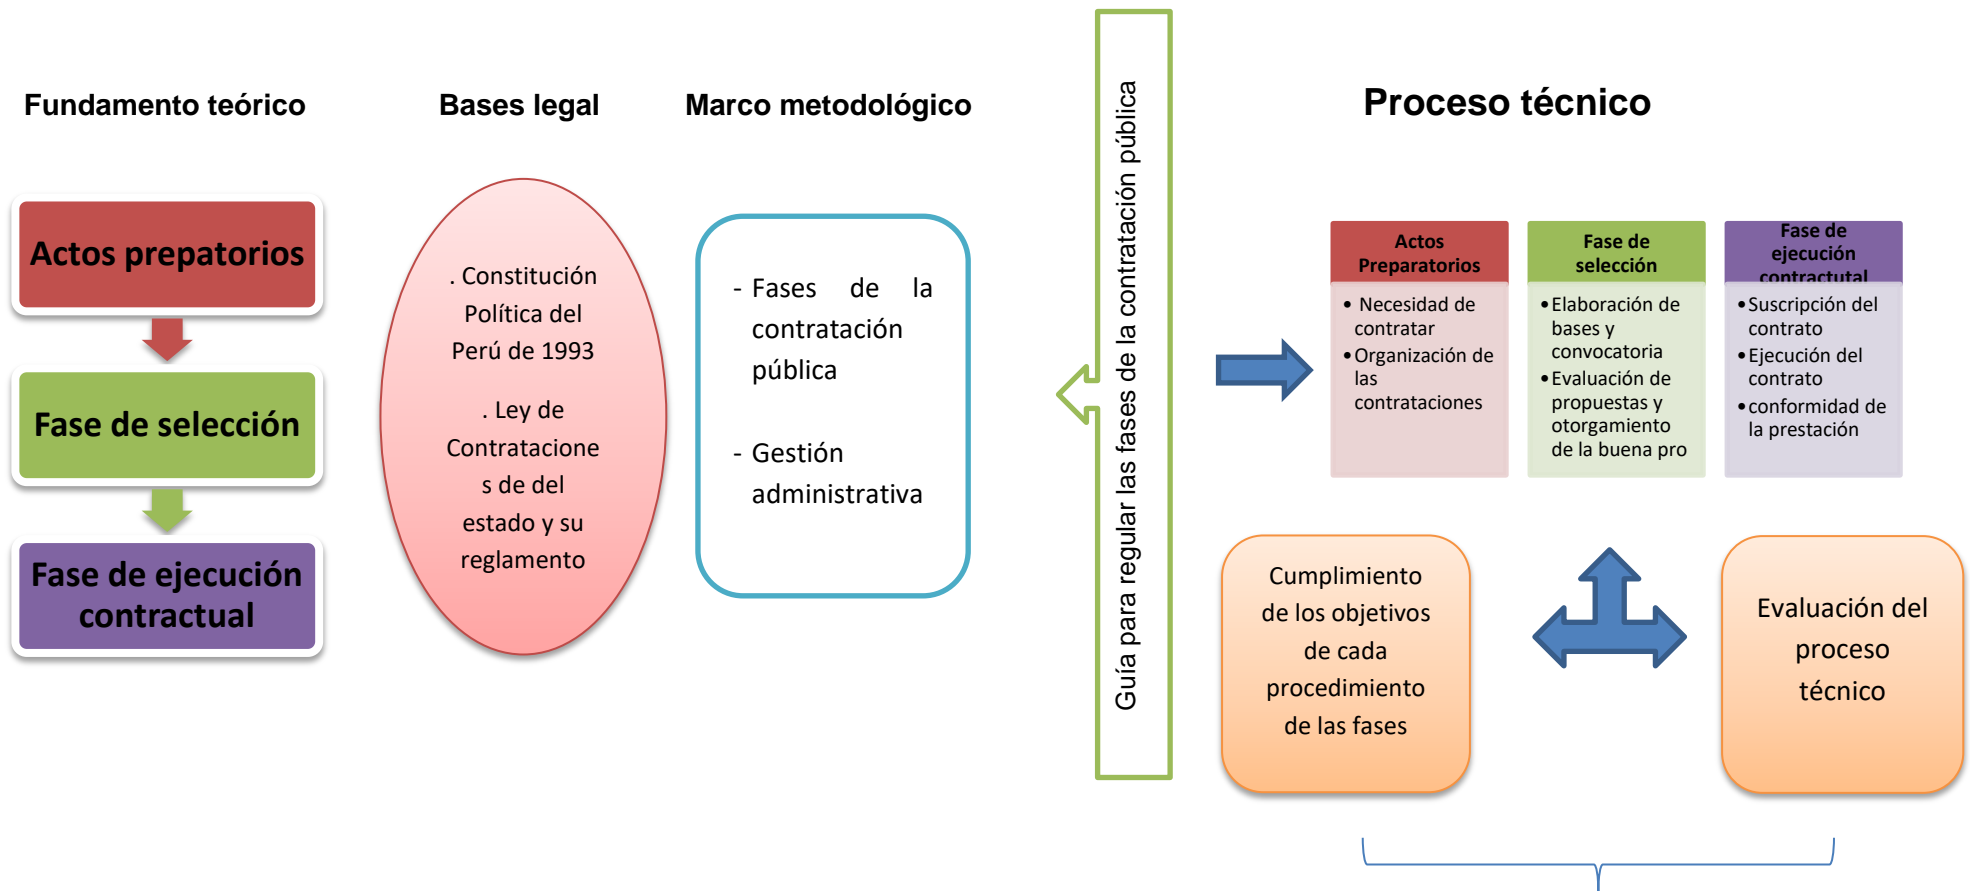 Fundamento teórico
Actos prepatorios
Fase de selección
Fase de ejecución
contractual
Bases legal
. Constitución
Política del
Perú de 1993
. Ley de
Contratacione
s de del
estado y su
reglamento
Marco metodológico
- Fases de la
contratación
pública
- Gestión
administrativa
Guía para regular las fases de la contratación pública
Proceso técnico
Actos
Preparatorios
• Necesidad de
contratar
•Organización de
las
contrataciones
Fase de
selección
•Elaboración de
bases y
convocatoria
•Evaluación de
propuestas y
otorgamiento
de la buena pro
Fase de
ejecución
contractutal
•Suscripción del
contrato
•Ejecución del
contrato
•conformidad de
la prestación
Cumplimiento
de los objetivos
de cada
procedimiento
de las fases
Evaluación del
proceso
técnico